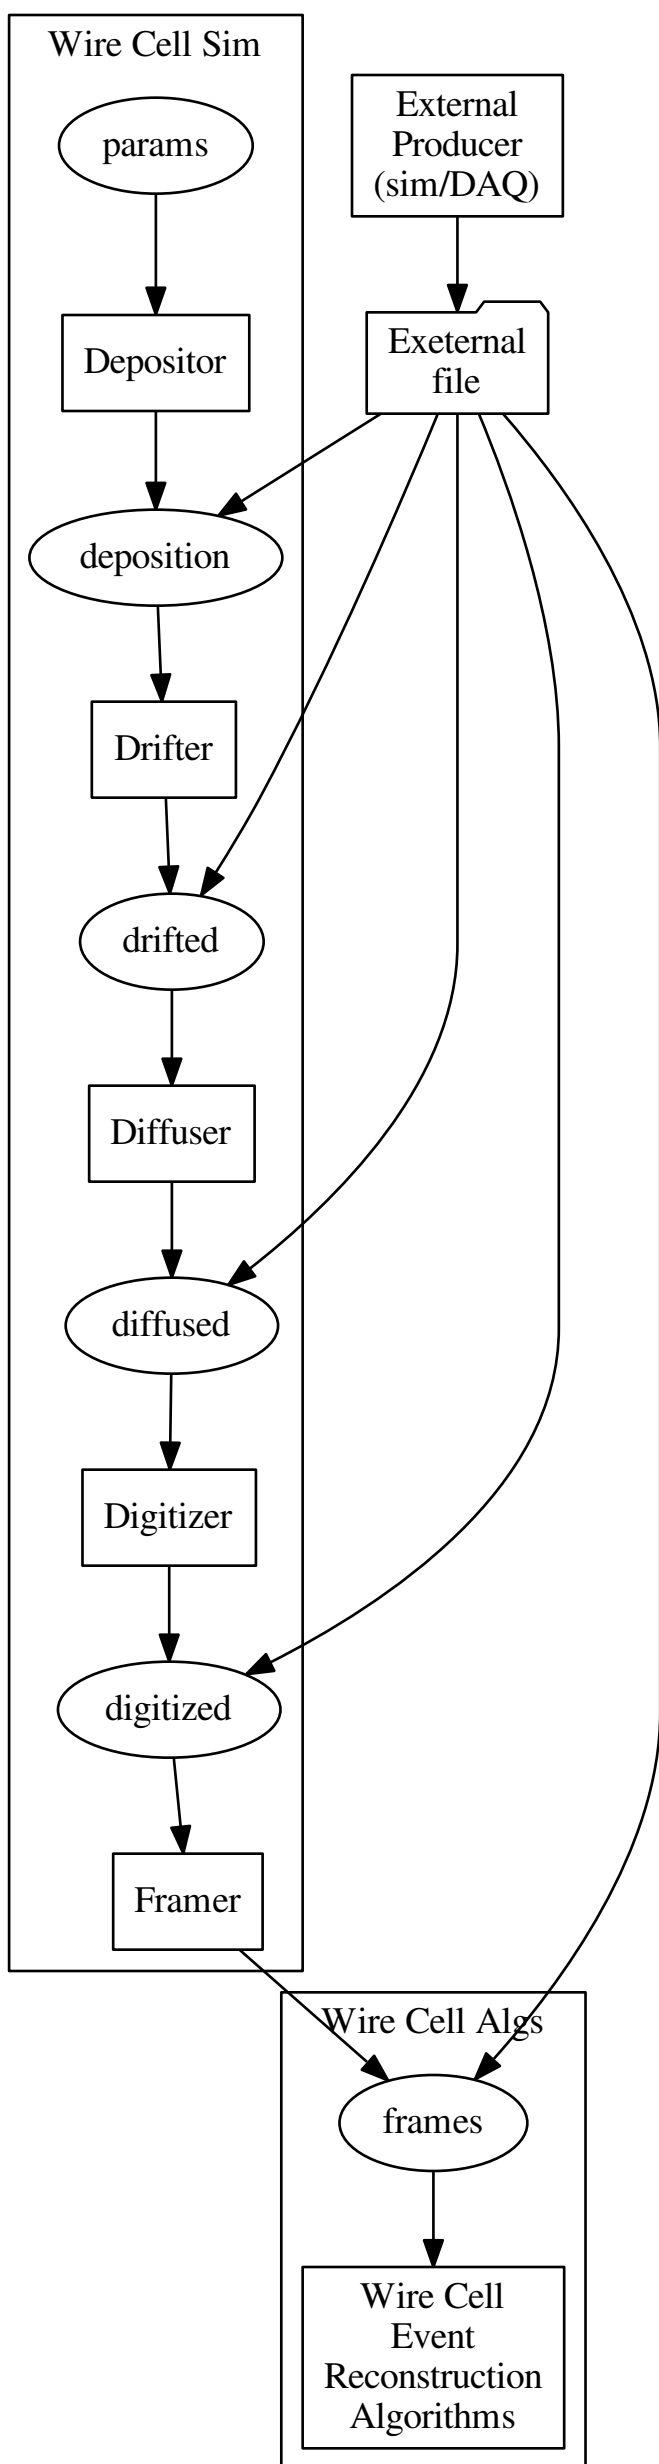 Wire Cell Sim
params
External
Producer
(sim/DAQ)
Exeternal
file
Depositor
deposition
Drifter
drifted
Diffuser
diffused
Digitizer
digitized
Framer
Wire Cell Algs
frames
Wire Cell
Event
Reconstruction
Algorithms